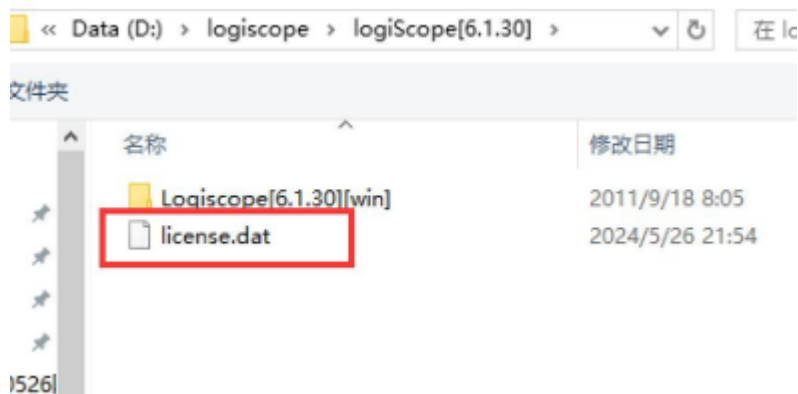 « Data (D:) › logiscope › logiScope[6.1.30] ›
在 lo
文件夹
名称 修改日期
Logiscope[6.1.30][win] 2011/9/18 8:05
license.dat 2024/5/26 21:54
0526